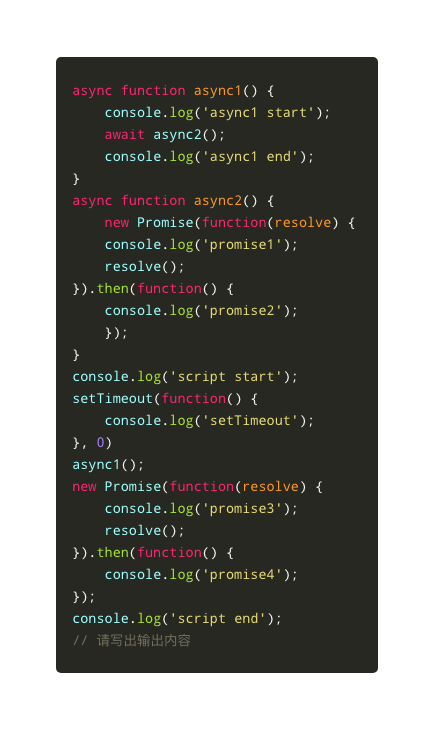 async function async1() {
    console.log('async1 start');
    await async2();
    console.log('async1 end');
}
async function async2() {
    new Promise(function(resolve) {
    console.log('promise1');
    resolve();
}).then(function() {
    console.log('promise2');
    });
}
console.log('script start');
setTimeout(function() {
    console.log('setTimeout');
}, 0)
async1();
new Promise(function(resolve) {
    console.log('promise3');
    resolve();
}).then(function() {
    console.log('promise4');
});
console.log('script end');
// 请写出输出内容